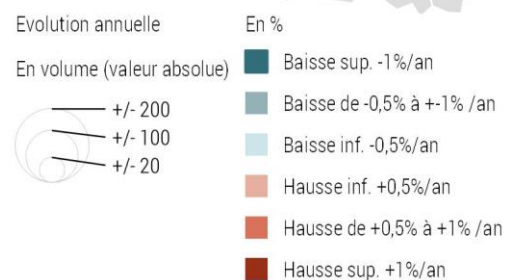 Evolution annuelle
En volume (valeur absolue)
+/- 200
+/- 100
+/- 20
En %
Baisse sup. -1%/an
Baisse de -0,5% à +-1% /an
Baisse inf. -0,5%/an
Hausse inf. +0,5%/an
Hausse de +0,5% à +1% /an
Hausse sup. +1%/an